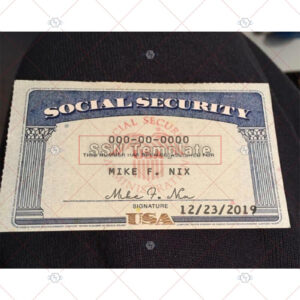 SOCIAL SECURITY
000-00-0000
SSN Template
THIS NUMBER HAS BEEN ESTABLISHED FOR
MIKE F. NIX
Mike F. Nix
SIGNATURE
12/23/2019
USA